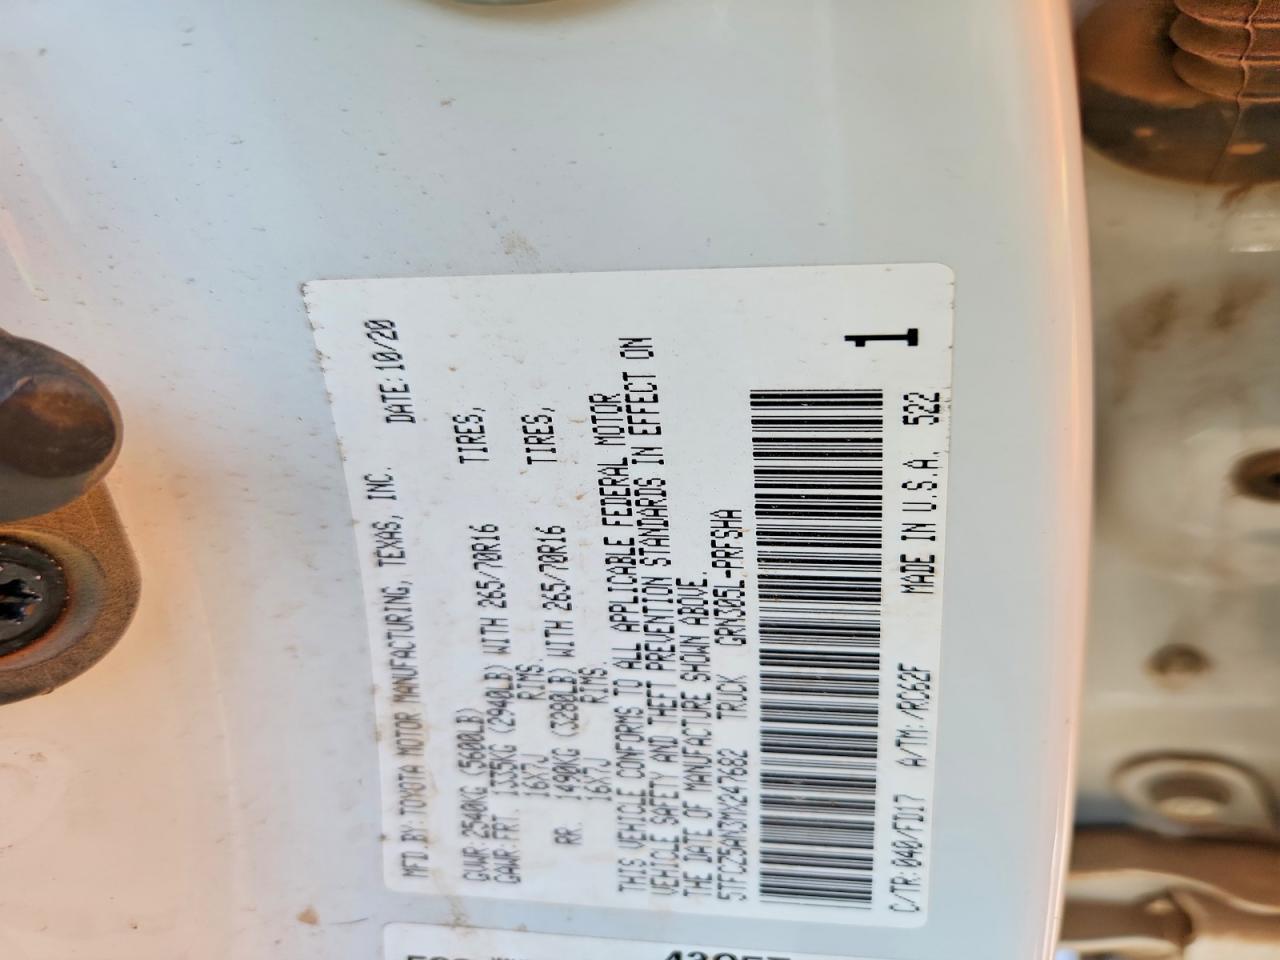 MFD.BY:TOYOTA MOTOR MANUFACTURING, TEXAS, INC. DATE:10/20
GVWR:2540KG (5600LB)
GAWR:FRT. 1335KG (2940LB) WITH 265/70R16 TIRES,
16X7J RIMS.
RR. 1490KG (3280LB) WITH 265/70R16 TIRES,
16X7J RIMS.
THIS VEHICLE CONFORMS TO ALL APPLICABLE FEDERAL MOTOR
VEHICLE SAFETY AND THEFT PREVENTION STANDARDS IN EFFECT ON
THE DATE OF MANUFACTURE SHOWN ABOVE.
5TFCZ5AN3MX247682 TRUCK GRN305L-PRFSHA
1
C/TR:040/FD17 A/TM:/RC62F MADE IN U.S.A. 522